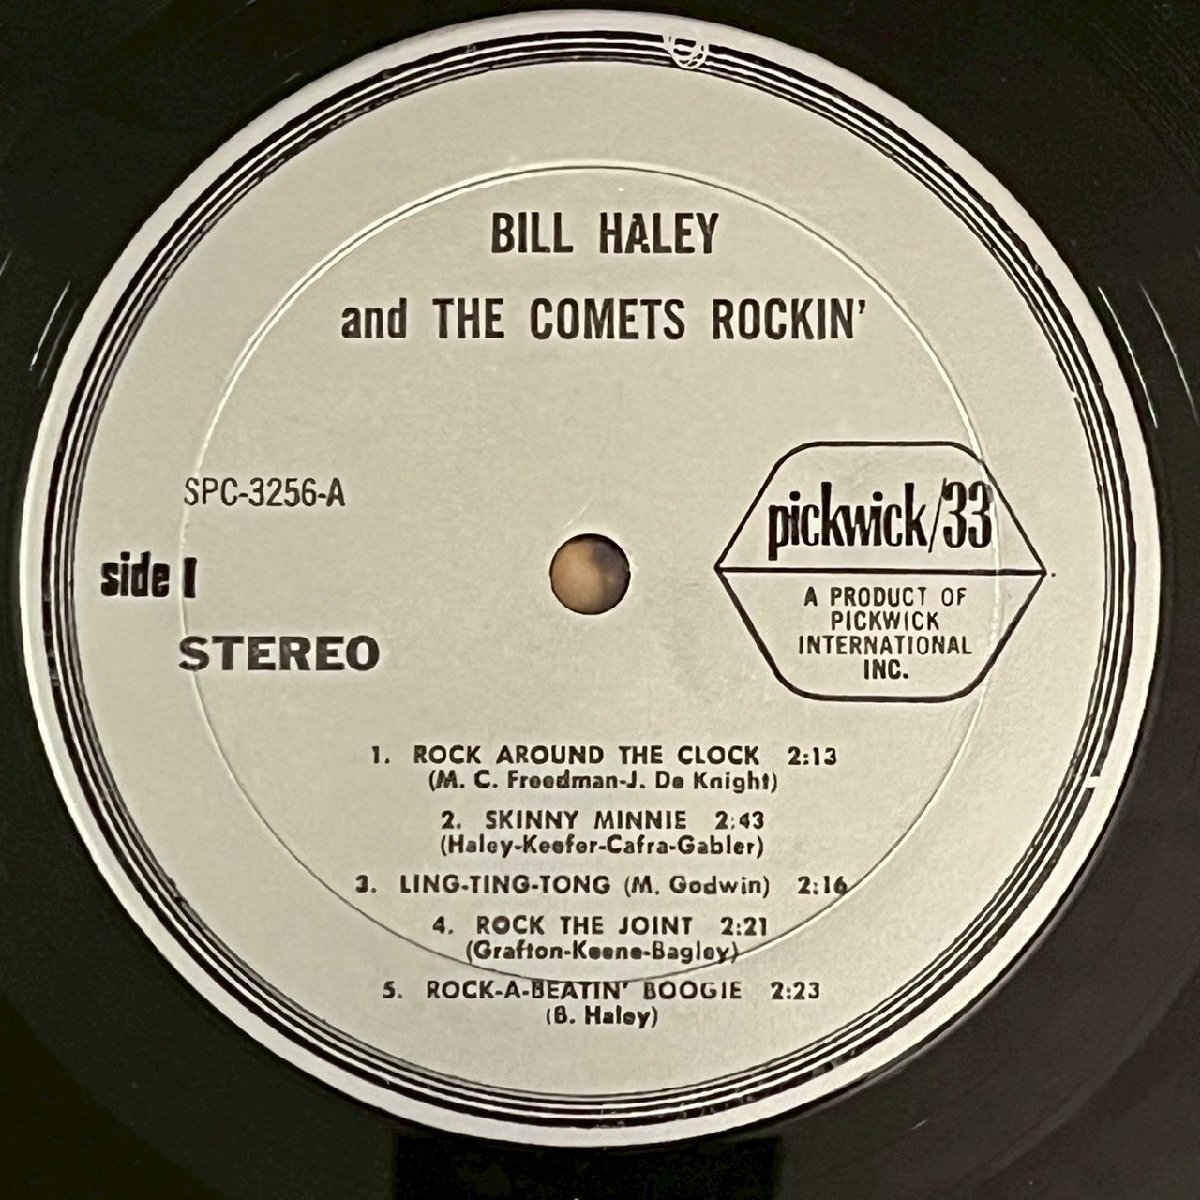 BILL HALEY
and THE COMETS ROCKIN'
SPC-3256-A
side I
STEREO
pickwick/33
A PRODUCT OF
PICKWICK
INTERNATIONAL
INC.
1. ROCK AROUND THE CLOCK 2:13
(M. C. Freedman-J. De Knight)
2. SKINNY MINNIE 2:43
(Haley-Keefer-Cafra-Gabler)
3. LING-TING-TONG (M. Godwin) 2:16
4. ROCK THE JOINT 2:21
(Grafton-Keene-Bagley)
5. ROCK-A-BEATIN' BOOGIE 2:23
(B. Haley)